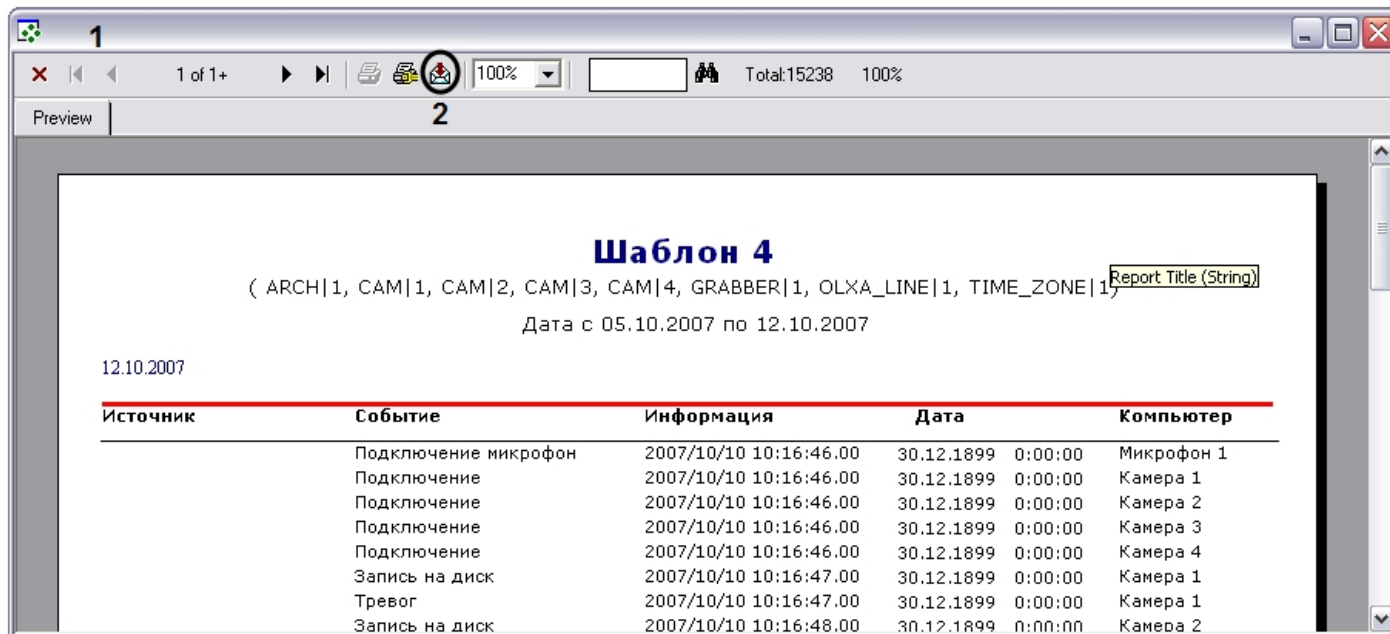 1
1 of 1+ 100% Total:15238 100%
2
Preview
Шаблон 4
( ARCH|1, CAM|1, CAM|2, CAM|3, CAM|4, GRABBER|1, OLXA_LINE|1, TIME_ZONE|1)
Report Title (String)
Дата с 05.10.2007 по 12.10.2007
12.10.2007
Источник Событие Информация Дата Компьютер
Подключение микрофон 2007/10/10 10:16:46.00 30.12.1899 0:00:00 Микрофон 1
Подключение 2007/10/10 10:16:46.00 30.12.1899 0:00:00 Камера 1
Подключение 2007/10/10 10:16:46.00 30.12.1899 0:00:00 Камера 2
Подключение 2007/10/10 10:16:46.00 30.12.1899 0:00:00 Камера 3
Подключение 2007/10/10 10:16:46.00 30.12.1899 0:00:00 Камера 4
Запись на диск 2007/10/10 10:16:47.00 30.12.1899 0:00:00 Камера 1
Тревог 2007/10/10 10:16:47.00 30.12.1899 0:00:00 Камера 1
Запись на диск 2007/10/10 10:16:48.00 30.12.1899 0:00:00 Камера 2